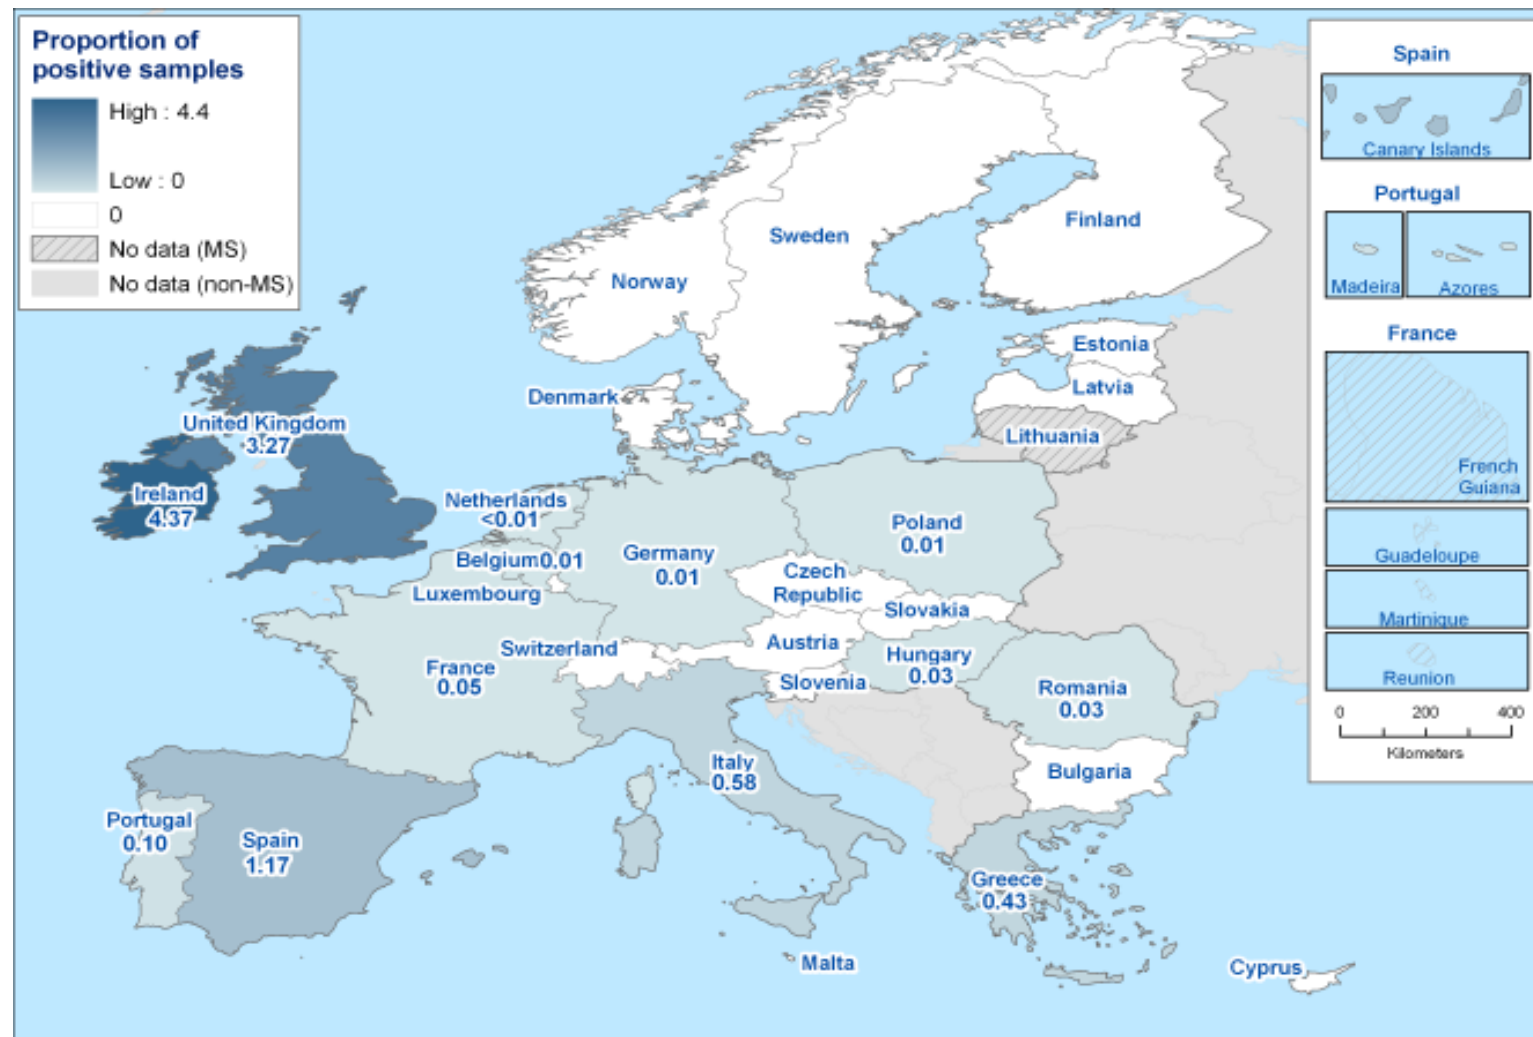 Proportion of
positive samples
High : 4.4
Low : 0
0
No data (MS)
No data (non-MS)
Spain
Canary Islands
Portugal
Madeira
Azores
France
French
Guiana
Guadeloupe
Martinique
Reunion
0 200 400
Kilometers
Norway
Sweden
Finland
Estonia
Latvia
Lithuania
Denmark
United Kingdom
3.27
Ireland
4.37
Netherlands
<0.01
Belgium 0.01
Luxembourg
Germany
0.01
Poland
0.01
Czech
Republic
Slovakia
Austria
Switzerland
France
0.05
Hungary
0.03
Slovenia
Romania
0.03
Bulgaria
Italy
0.58
Portugal
0.10
Spain
1.17
Greece
0.43
Malta
Cyprus